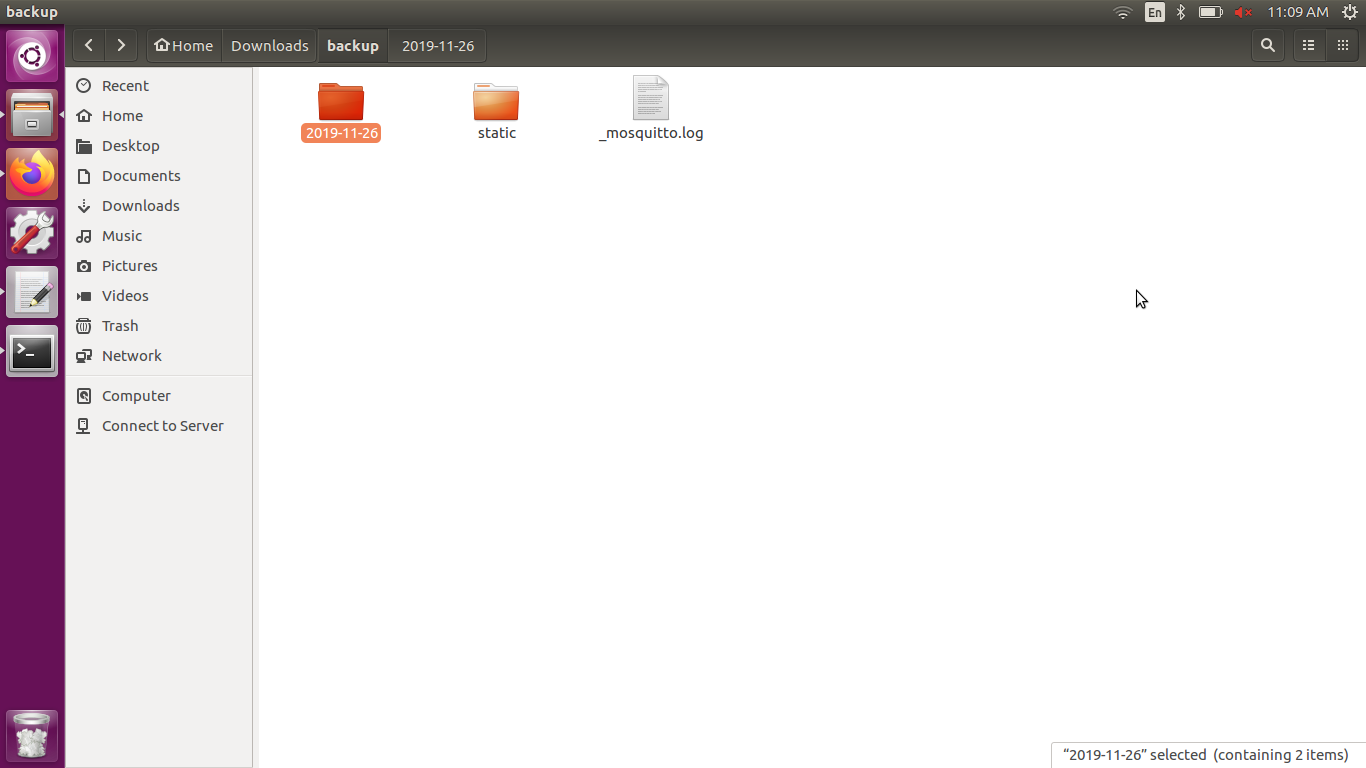 backup
En
11:09 AM
Home
Downloads
backup
2019-11-26
Recent
Home
Desktop
Documents
Downloads
Music
Pictures
Videos
Trash
Network
Computer
Connect to Server
2019-11-26
static
_mosquitto.log
“2019-11-26” selected (containing 2 items)